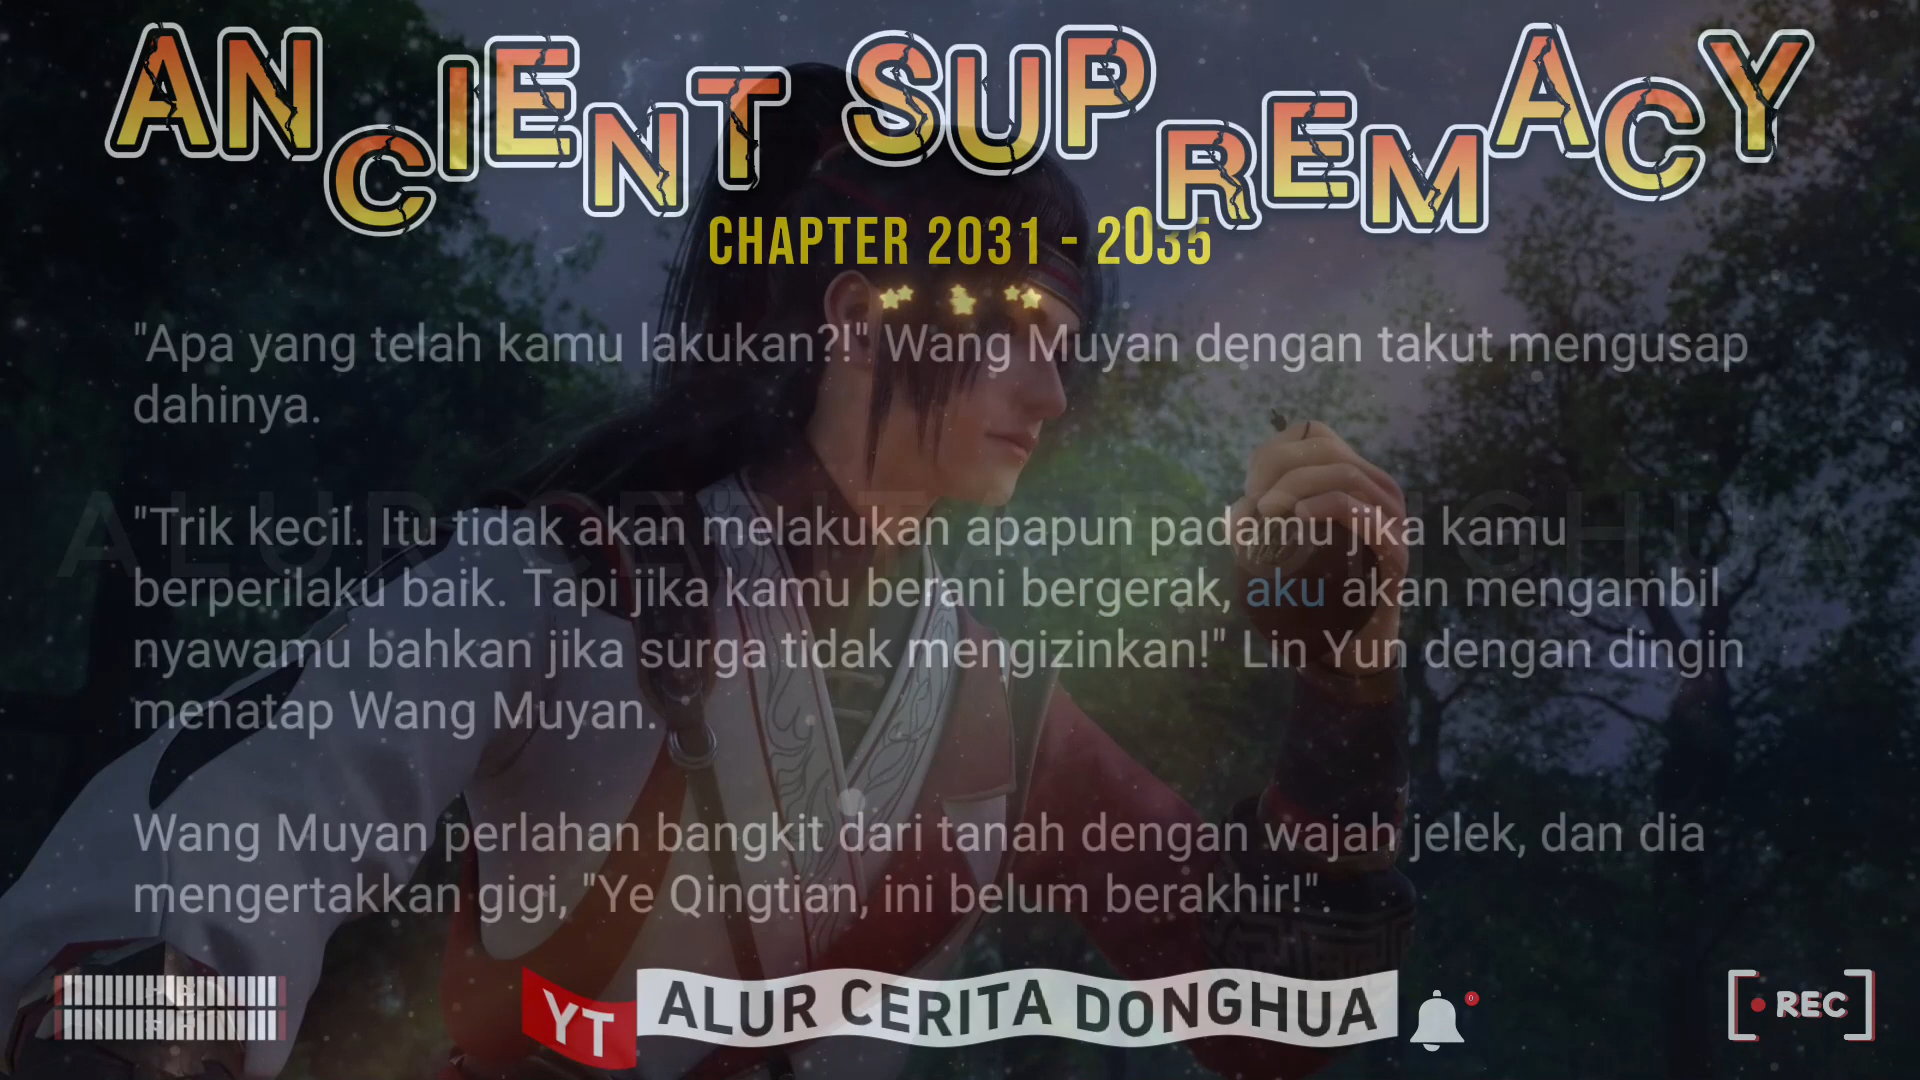 ANCIENT SUPREMACY
CHAPTER 2031 - 2035
"Apa yang telah kamu lakukan?!" Wang Muyan dengan takut mengusap
dahinya.
"Trik kecil. Itu tidak akan melakukan apapun padamu jika kamu
berperilaku baik. Tapi jika kamu berani bergerak, aku akan mengambil
nyawamu bahkan jika surga tidak mengizinkan!" Lin Yun dengan dingin
menatap Wang Muyan.
Wang Muyan perlahan bangkit dari tanah dengan wajah jelek, dan dia
mengertakkan gigi, "Ye Qingtian, ini belum berakhir!".
YT ALUR CERITA DONGHUA
REC